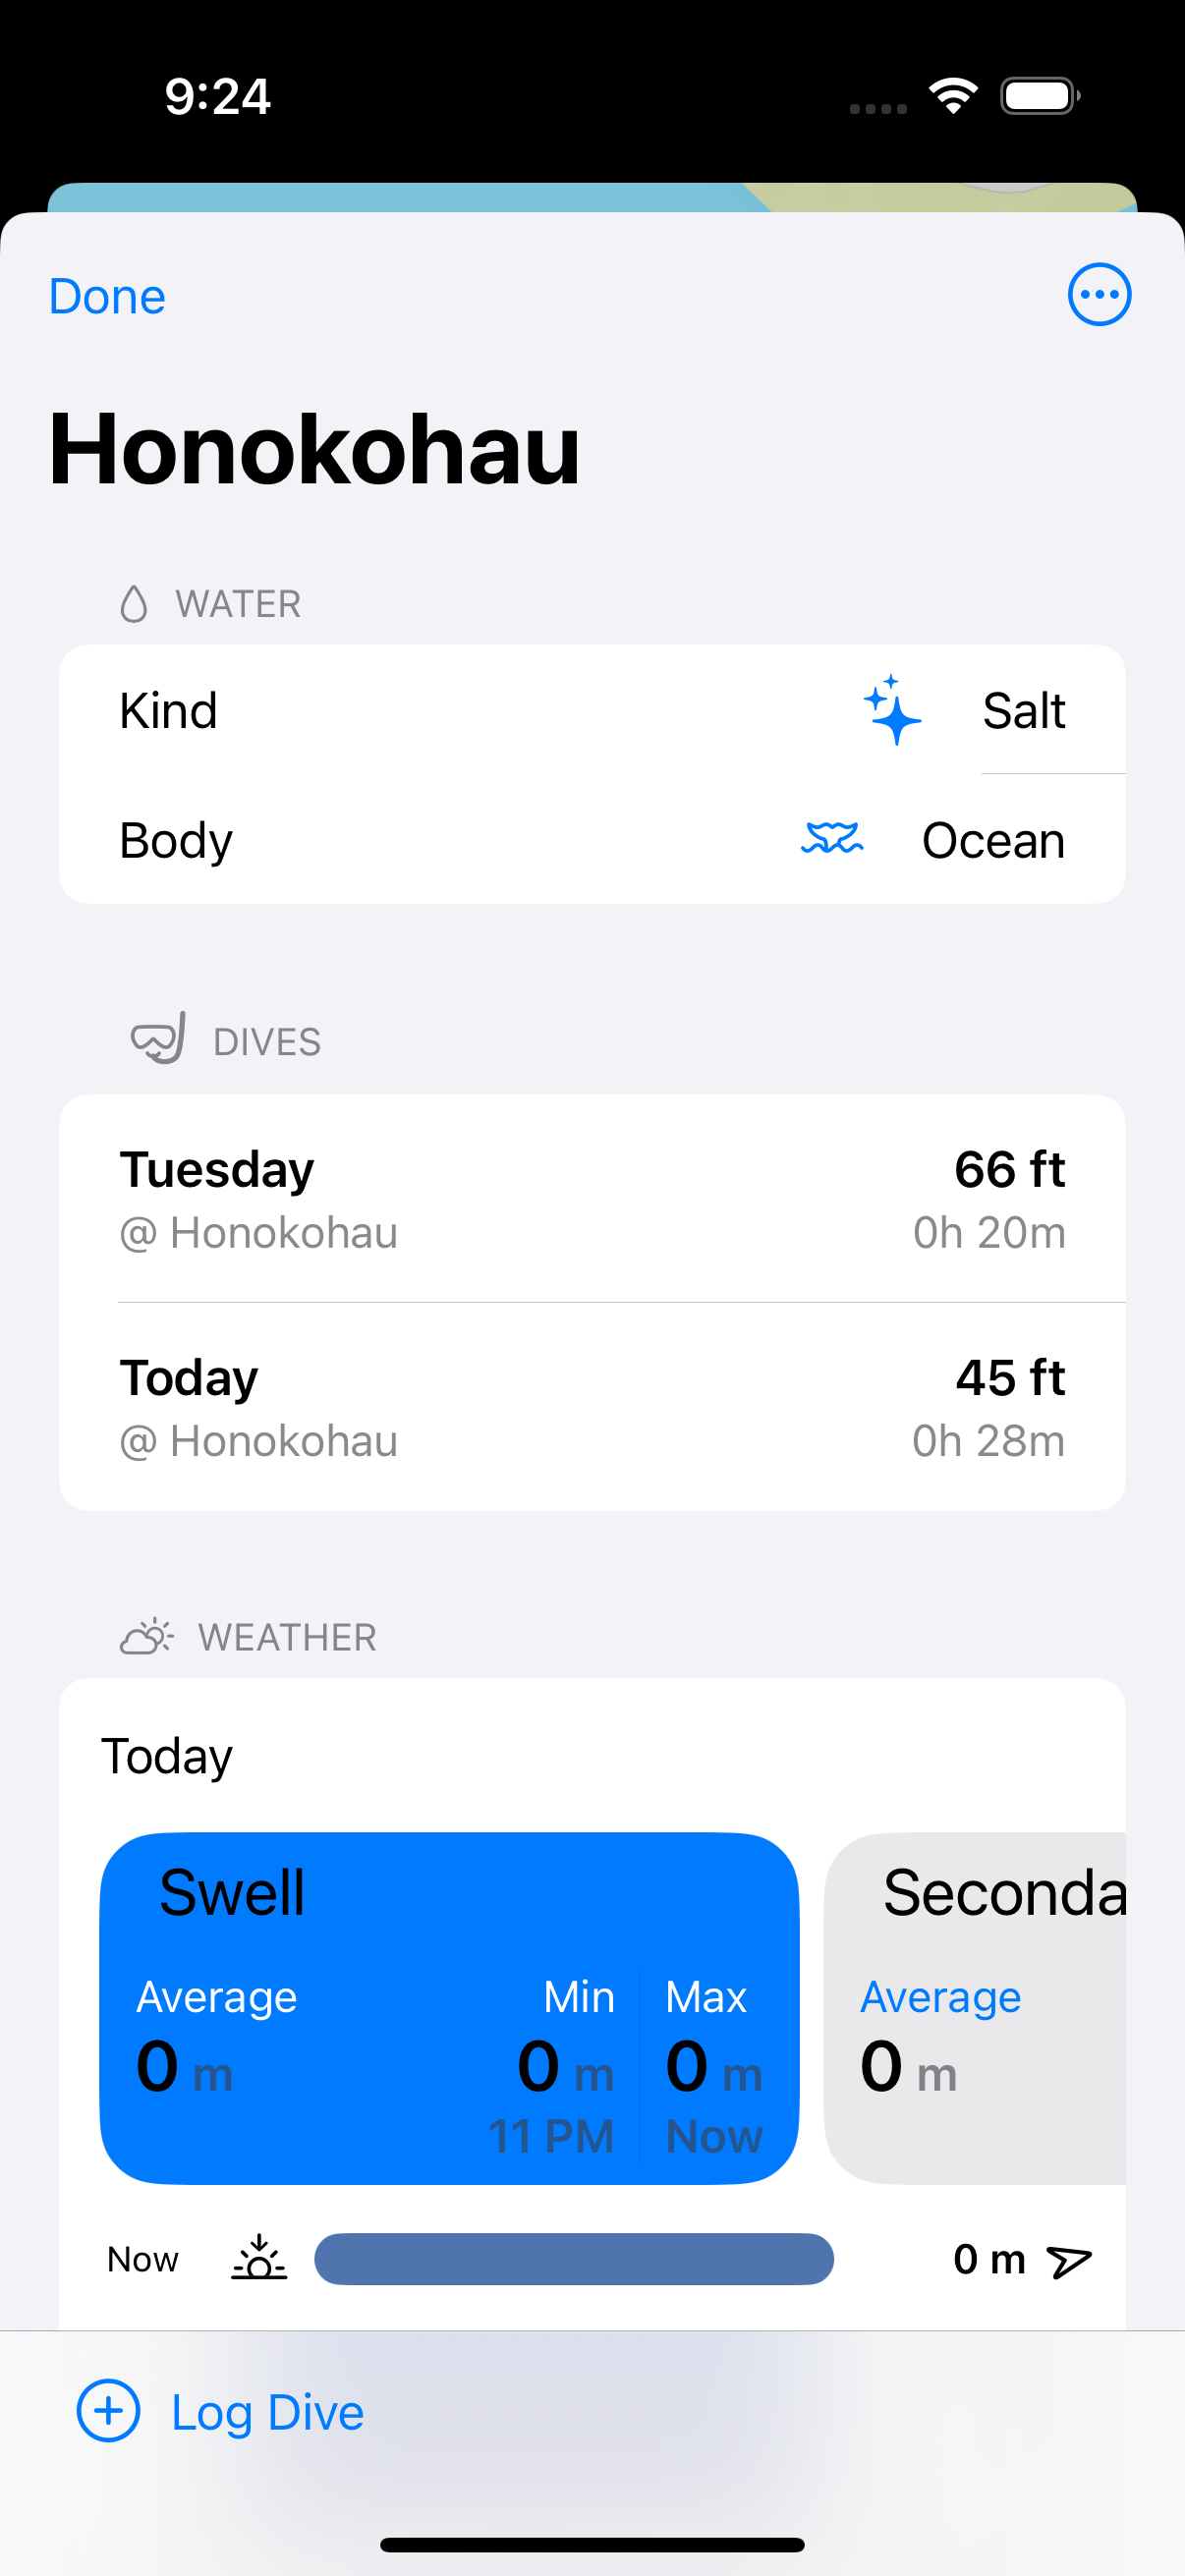 9:24
Done
Honokohau
WATER
Kind Salt
Body Ocean
DIVES
Tuesday 66 ft
@ Honokohau 0h 20m
Today 45 ft
@ Honokohau 0h 28m
WEATHER
Today
Swell Seconda
Average Min Max Average
0 m 0 m 0 m 0 m
11 PM Now
Now 0 m
Log Dive